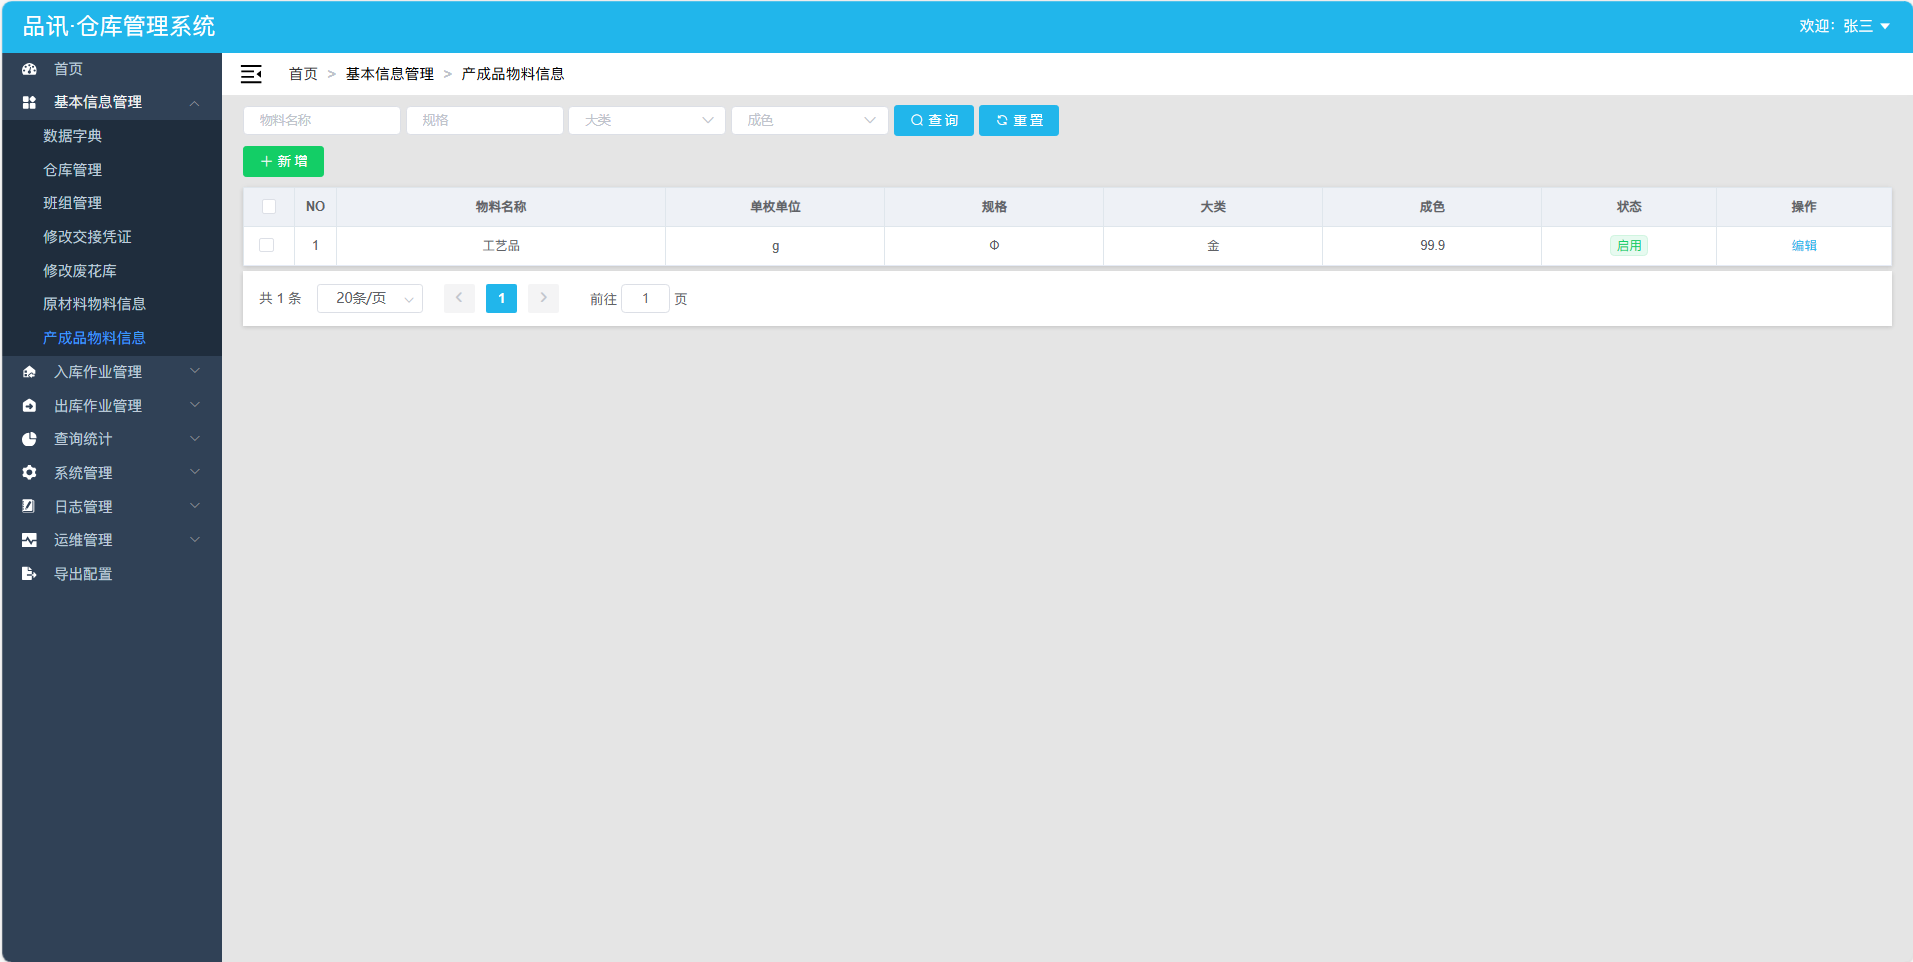 品讯·仓库管理系统
欢迎：张三
首页
基本信息管理
数据字典
仓库管理
班组管理
修改交接凭证
修改废花库
原材料物料信息
产成品物料信息
入库作业管理
出库作业管理
查询统计
系统管理
日志管理
运维管理
导出配置
首页 > 基本信息管理 > 产成品物料信息
物料名称 规格 大类 成色 查询 重置
新增
NO 物料名称 单枚单位 规格 大类 成色 状态 操作
1 工艺品 g Φ 金 99.9 启用 编辑
共 1 条 20条/页 < 1 > 前往 1 页